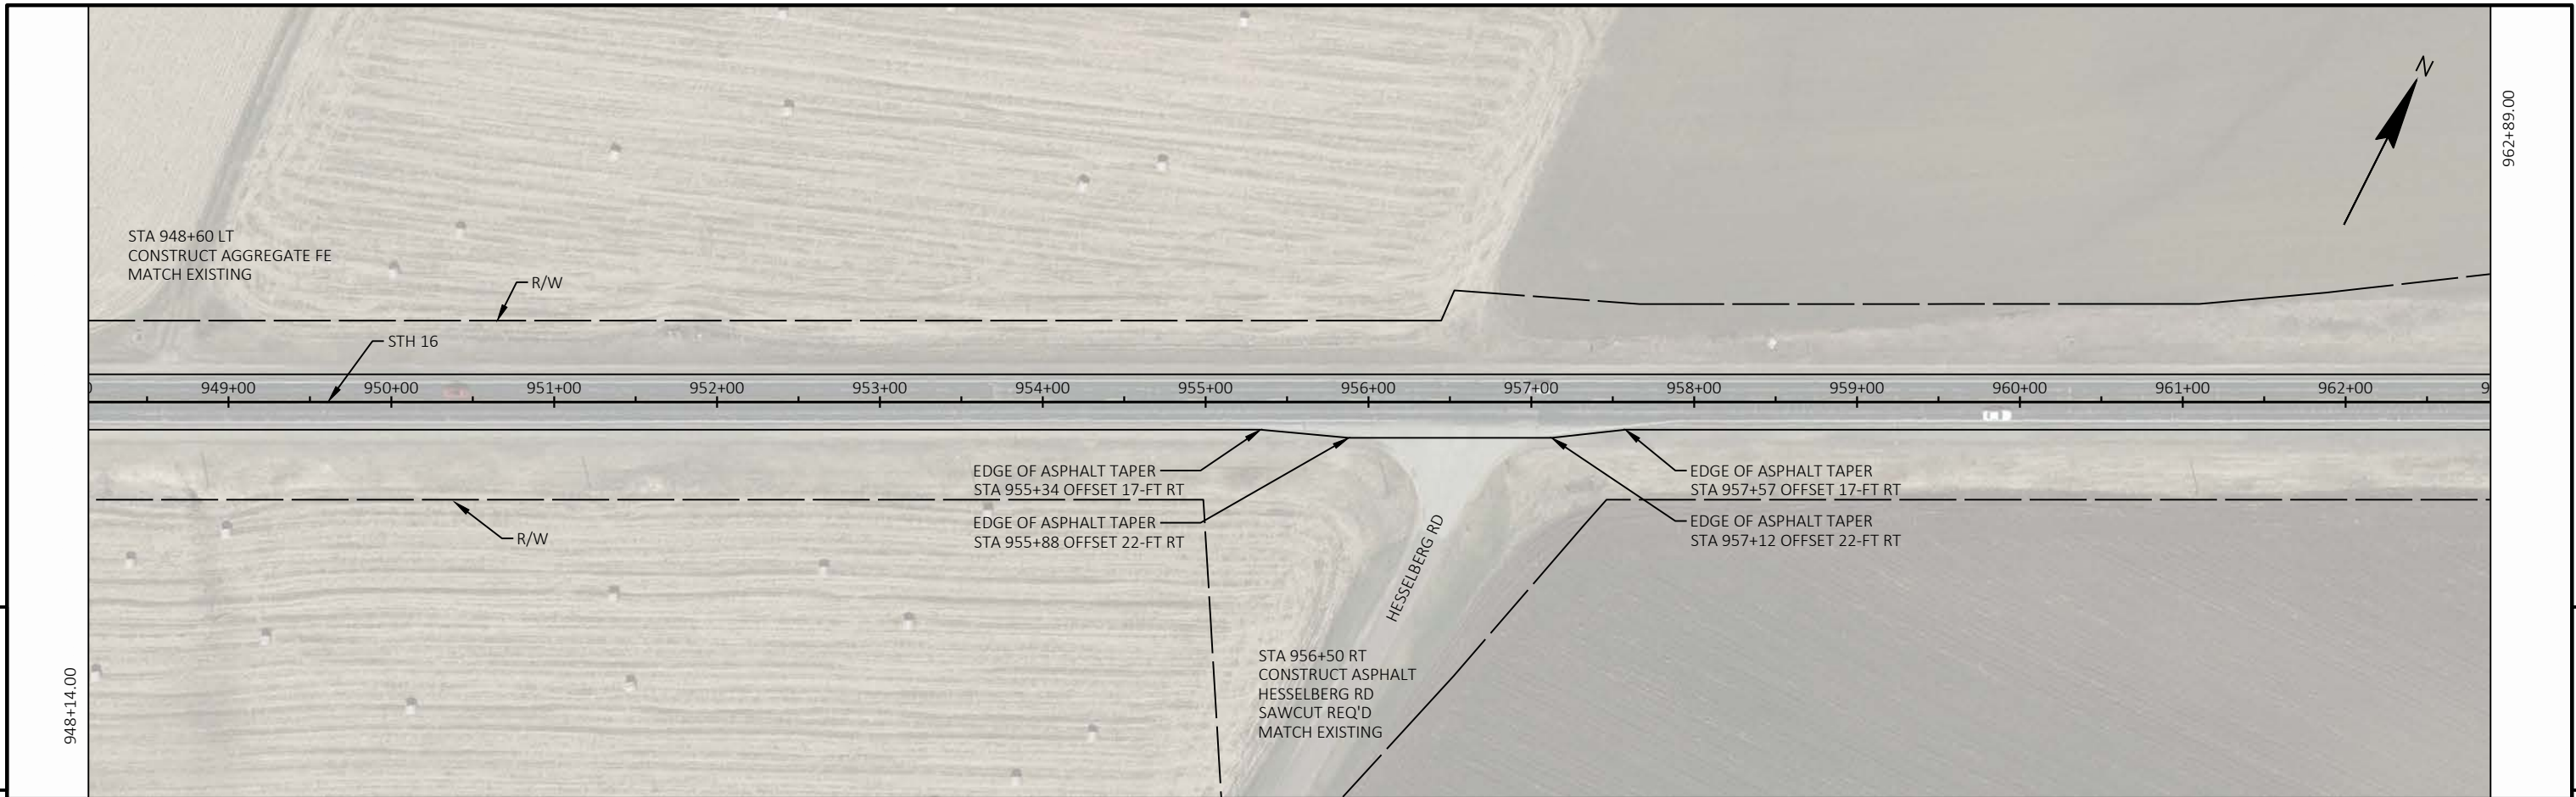 N
962+89.00
STA 948+60 LT
CONSTRUCT AGGREGATE FE
MATCH EXISTING
R/W
STH 16
949+00 950+00 951+00 952+00 953+00 954+00 955+00 956+00 957+00 958+00 959+00 960+00 961+00 962+00 9
EDGE OF ASPHALT TAPER
STA 955+34 OFFSET 17-FT RT
EDGE OF ASPHALT TAPER
STA 955+88 OFFSET 22-FT RT
EDGE OF ASPHALT TAPER
STA 957+57 OFFSET 17-FT RT
EDGE OF ASPHALT TAPER
STA 957+12 OFFSET 22-FT RT
R/W
HESSELBERG RD
STA 956+50 RT
CONSTRUCT ASPHALT
HESSELBERG RD
SAWCUT REQ'D
MATCH EXISTING
948+14.00